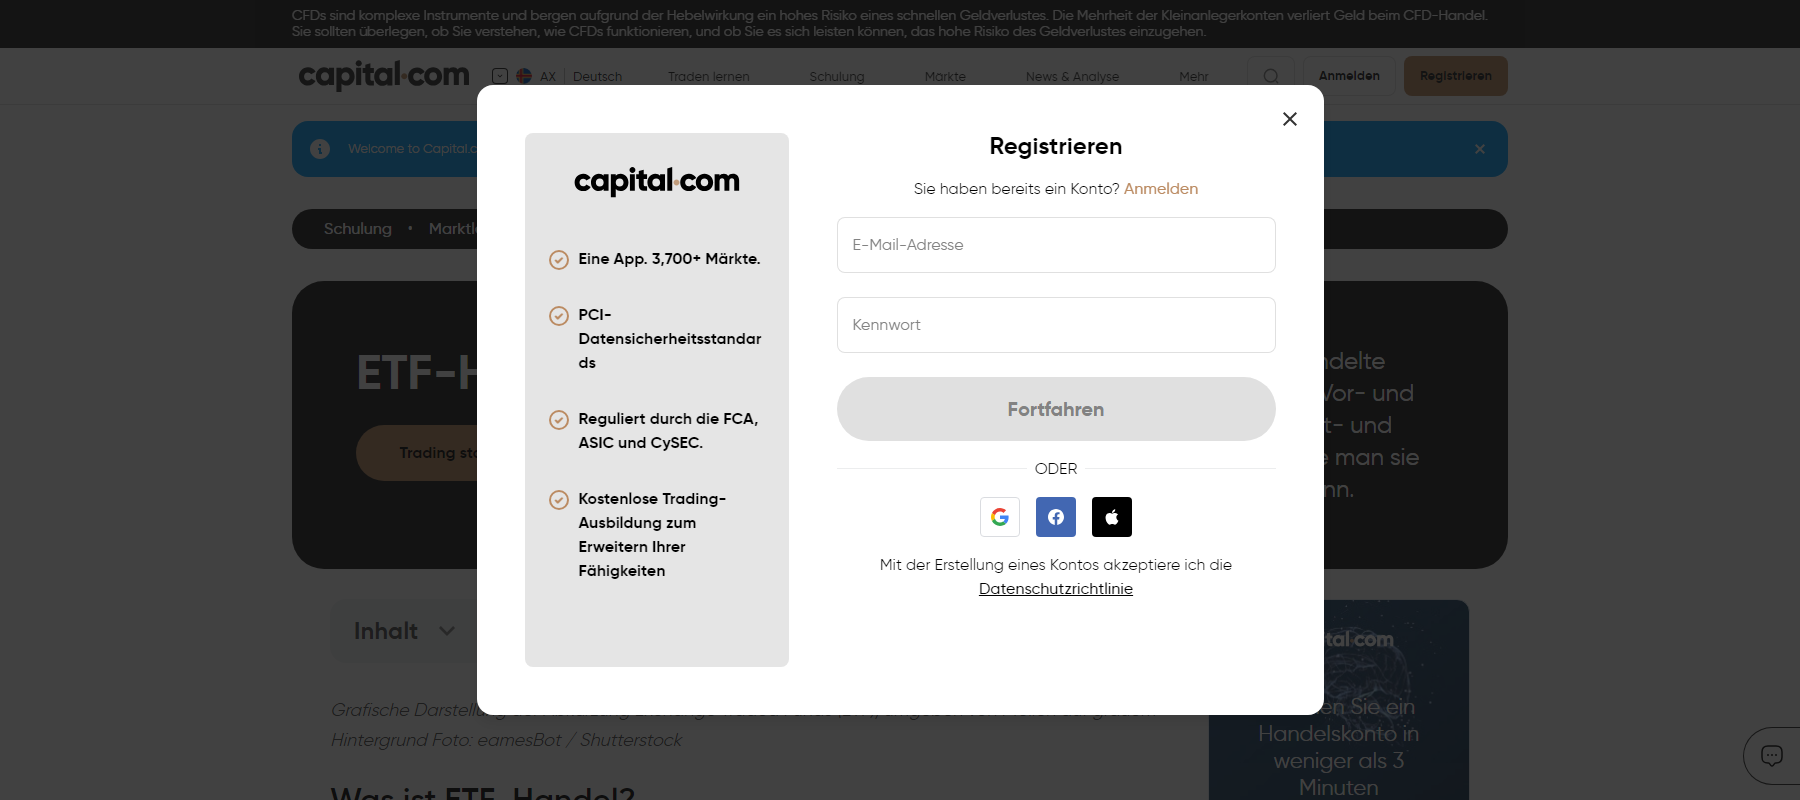 CFDs sind komplexe Instrumente und bergen aufgrund der Hebelwirkung ein hohes Risiko eines schnellen Geldverlustes. Die Mehrheit der Kleinanlegerkonten verliert Geld beim CFD-Handel.
Sie sollten überlegen, ob Sie verstehen, wie CFDs funktionieren, und ob Sie es sich leisten können, das hohe Risiko des Geldverlustes einzugehen.
capital.com AX Deutsch Traden lernen Schulung Märkte News & Analyse Mehr Anmelden Registrieren
Welcome to
Schulung •
ETF-
Trading
Inhalt
capital.com
Eine App. 3,700+ Märkte.
PCI-
Datensicherheitsstandar
ds
Reguliert durch die FCA,
ASIC und CySEC.
Kostenlose Trading-
Ausbildung zum
Erweitern Ihrer
Fähigkeiten
Registrieren
Sie haben bereits ein Konto? Anmelden
E-Mail-Adresse
Kennwort
Fortfahren
ODER
Mit der Erstellung eines Kontos akzeptiere ich die
Datenschutzrichtlinie
ndelte
Vor- und
t- und
man sie
nn.
Grafische Darstellung
Hintergrund Foto: eamesBot / Shutterstock
Was ist ETF-Handel?
tal.com
en Sie ein
Handelskonto in
weniger als 3
Minuten